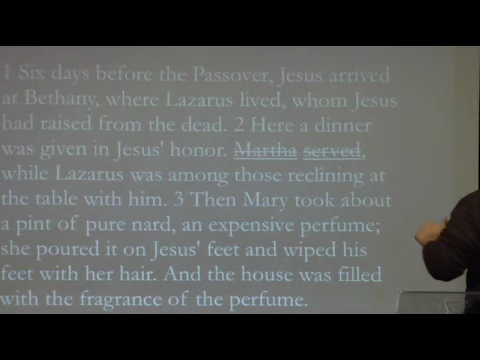 1 Six days before the Passover, Jesus arrived
at Bethany, where Lazarus lived, whom Jesus
had raised from the dead. 2 Here a dinner
was given in Jesus' honor. Martha served,
while Lazarus was among those reclining at
the table with him. 3 Then Mary took about
a pint of pure nard, an expensive perfume;
she poured it on Jesus' feet and wiped his
feet with her hair. And the house was filled
with the fragrance of the perfume.